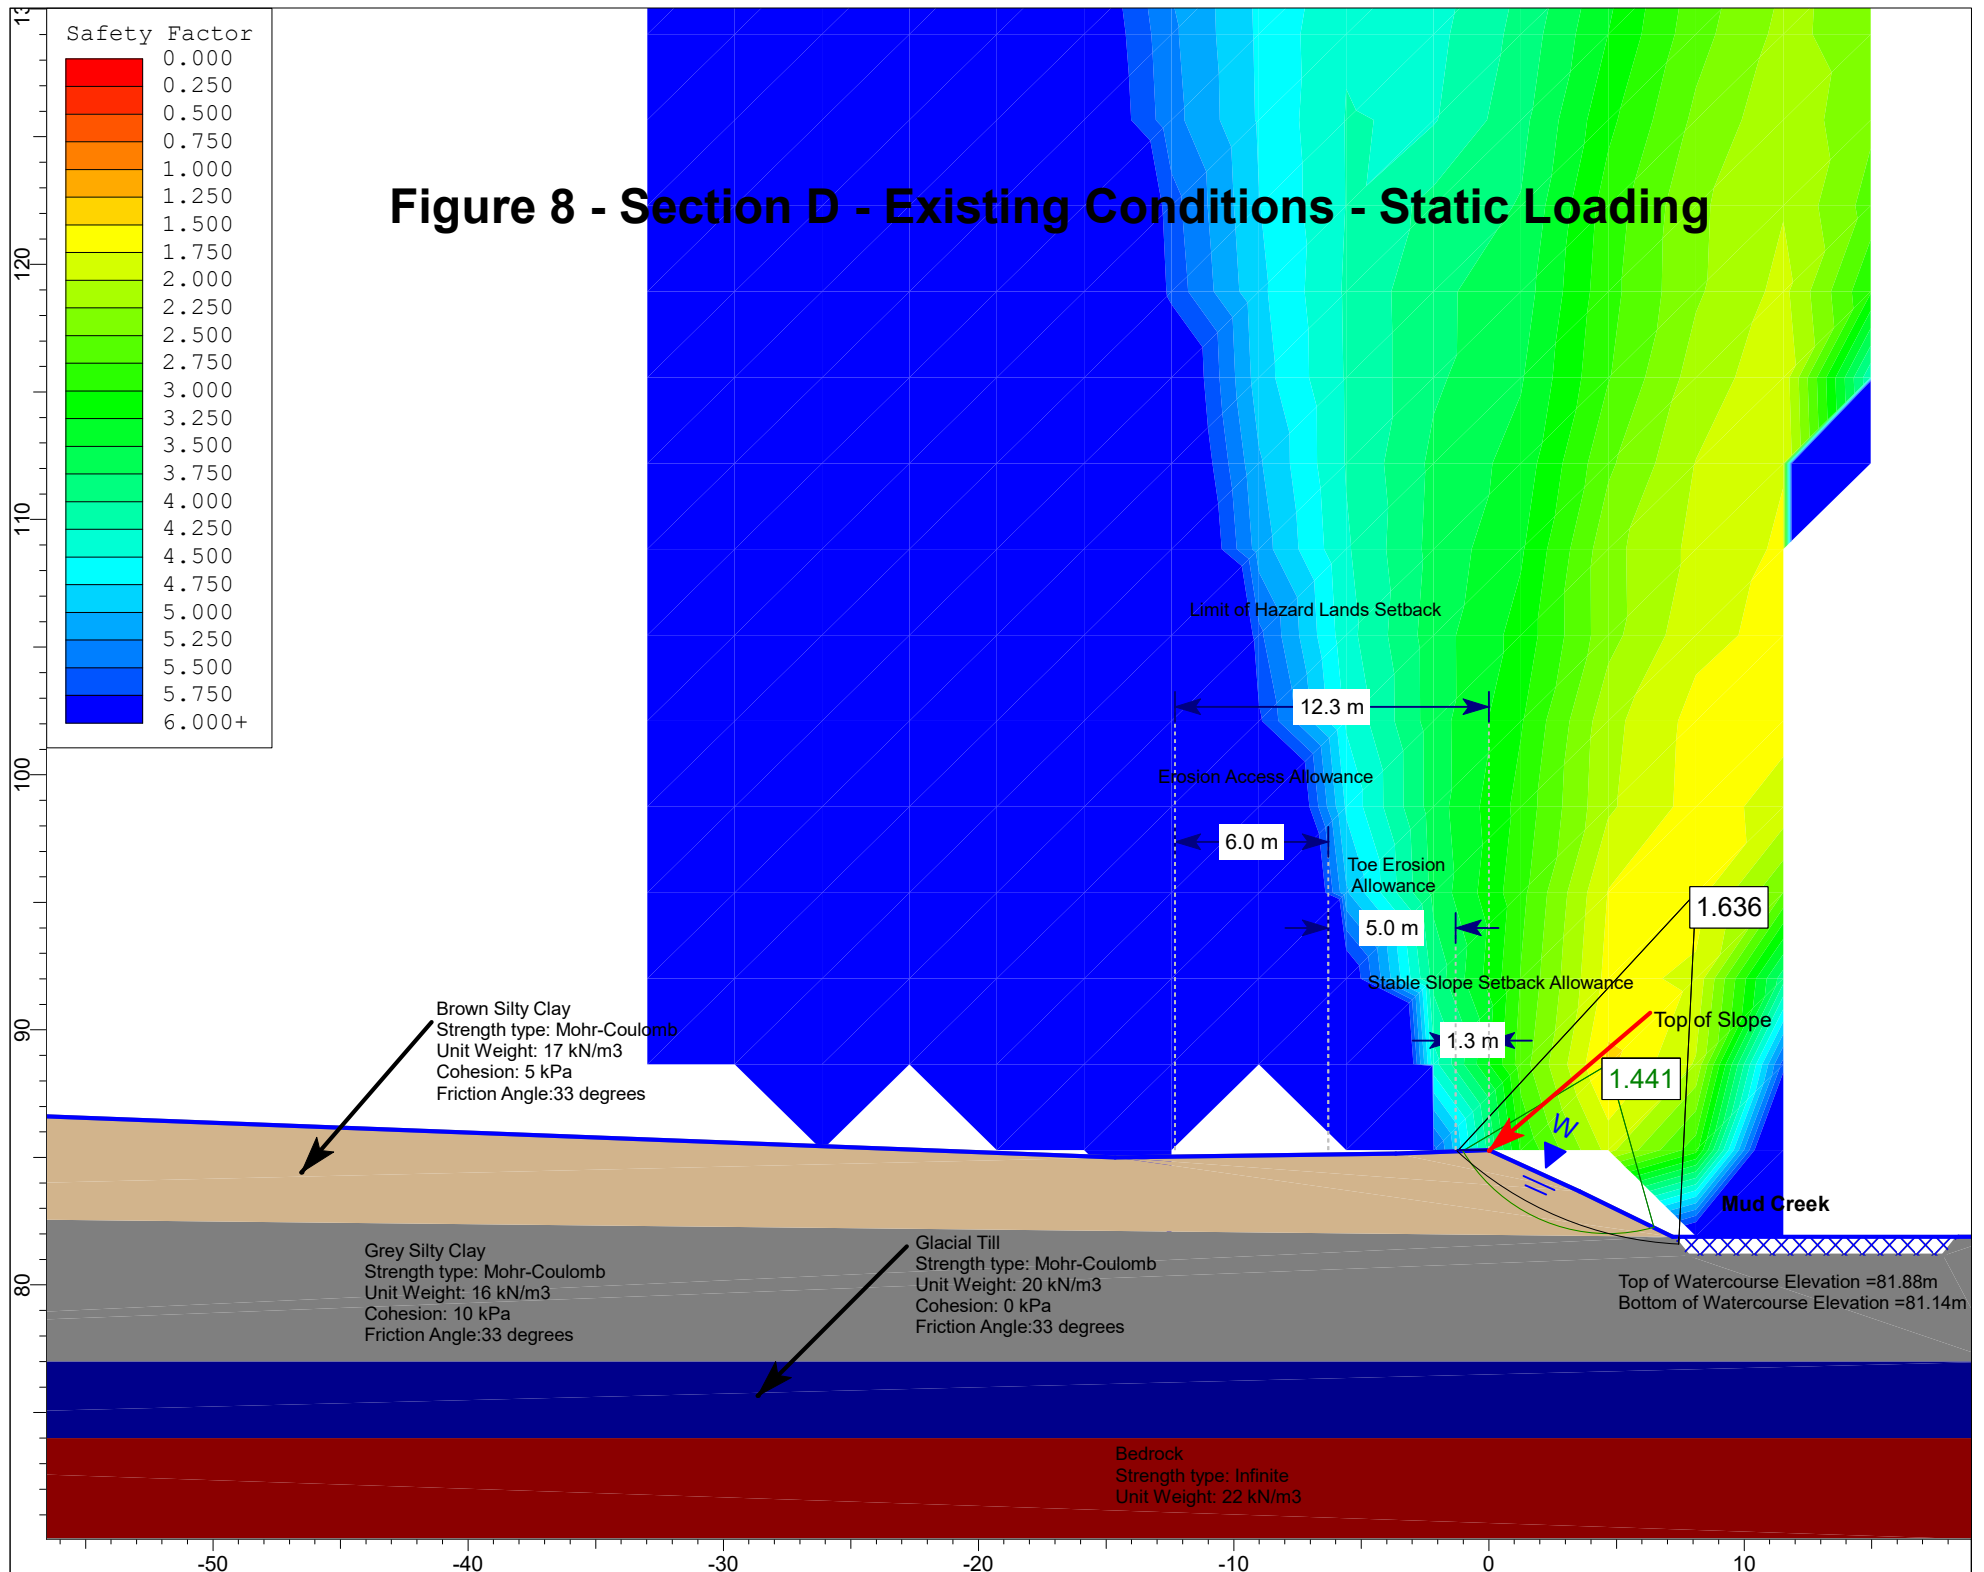 Safety Factor
0.000
0.250
0.500
0.750
1.000
1.250
1.500
1.750
2.000
2.250
2.500
2.750
3.000
3.250
3.500
3.750
4.000
4.250
4.500
4.750
5.000
5.250
5.500
5.750
6.000+
Figure 8 - Section D - Existing Conditions - Static Loading
120
110
100
90
80
Limit of Hazard Lands Setback
12.3 m
Erosion Access Allowance
6.0 m
Toe Erosion
Allowance
5.0 m
1.636
Stable Slope Setback Allowance
1.3 m
Top of Slope
1.441
W
Mud Creek
Brown Silty Clay
Strength type: Mohr-Coulomb
Unit Weight: 17 kN/m3
Cohesion: 5 kPa
Friction Angle:33 degrees
Grey Silty Clay
Strength type: Mohr-Coulomb
Unit Weight: 16 kN/m3
Cohesion: 10 kPa
Friction Angle:33 degrees
Glacial Till
Strength type: Mohr-Coulomb
Unit Weight: 20 kN/m3
Cohesion: 0 kPa
Friction Angle:33 degrees
Top of Watercourse Elevation =81.88m
Bottom of Watercourse Elevation =81.14m
Bedrock
Strength type: Infinite
Unit Weight: 22 kN/m3
-50
-40
-30
-20
-10
0
10